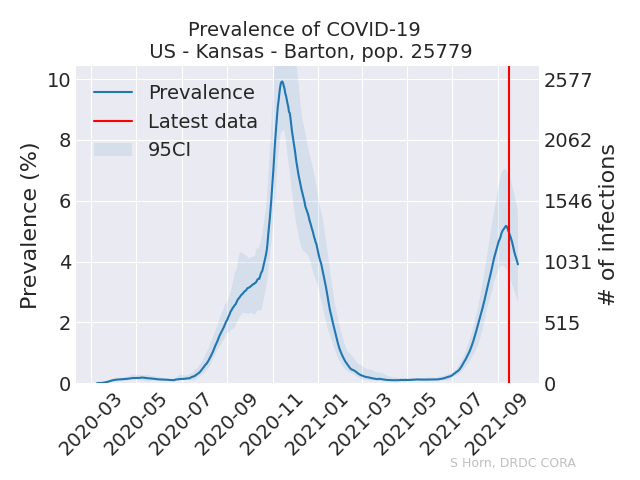 Prevalence of COVID-19
US - Kansas - Barton, pop. 25779
Prevalence
Latest data
95CI
Prevalence (%)
10
8
6
4
2
0
2577
2062
1546
1031
515
0
# of infections
2020-03
2020-05
2020-07
2020-09
2020-11
2021-01
2021-03
2021-05
2021-07
2021-09
S Horn, DRDC CORA